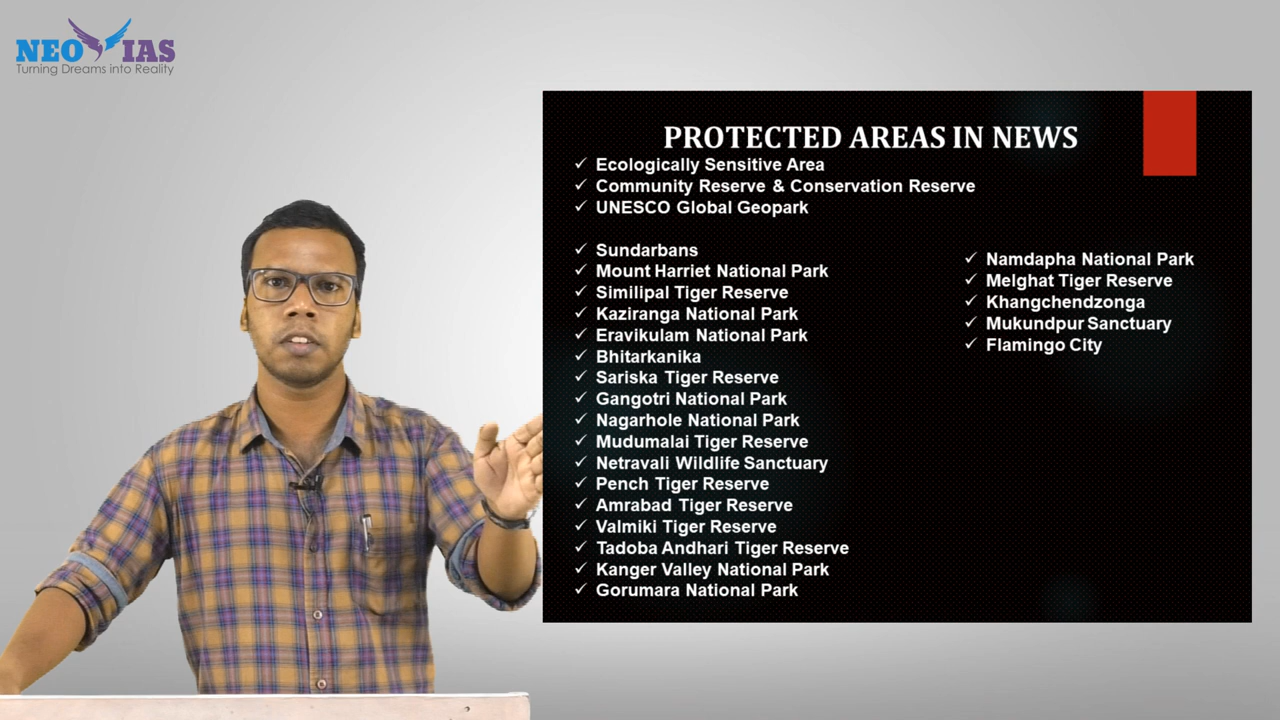 NEO IAS
Turning Dreams into Reality
PROTECTED AREAS IN NEWS
✓ Ecologically Sensitive Area
✓ Community Reserve & Conservation Reserve
✓ UNESCO Global Geopark
✓ Sundarbans
✓ Mount Harriet National Park
✓ Similipal Tiger Reserve
✓ Kaziranga National Park
✓ Eravikulam National Park
✓ Bhitarkanika
✓ Sariska Tiger Reserve
✓ Gangotri National Park
✓ Nagarhole National Park
✓ Mudumalai Tiger Reserve
✓ Netravali Wildlife Sanctuary
✓ Pench Tiger Reserve
✓ Amrabad Tiger Reserve
✓ Valmiki Tiger Reserve
✓ Tadoba Andhari Tiger Reserve
✓ Kanger Valley National Park
✓ Gorumara National Park
✓ Namdapha National Park
✓ Melghat Tiger Reserve
✓ Khangchendzonga
✓ Mukundpur Sanctuary
✓ Flamingo City